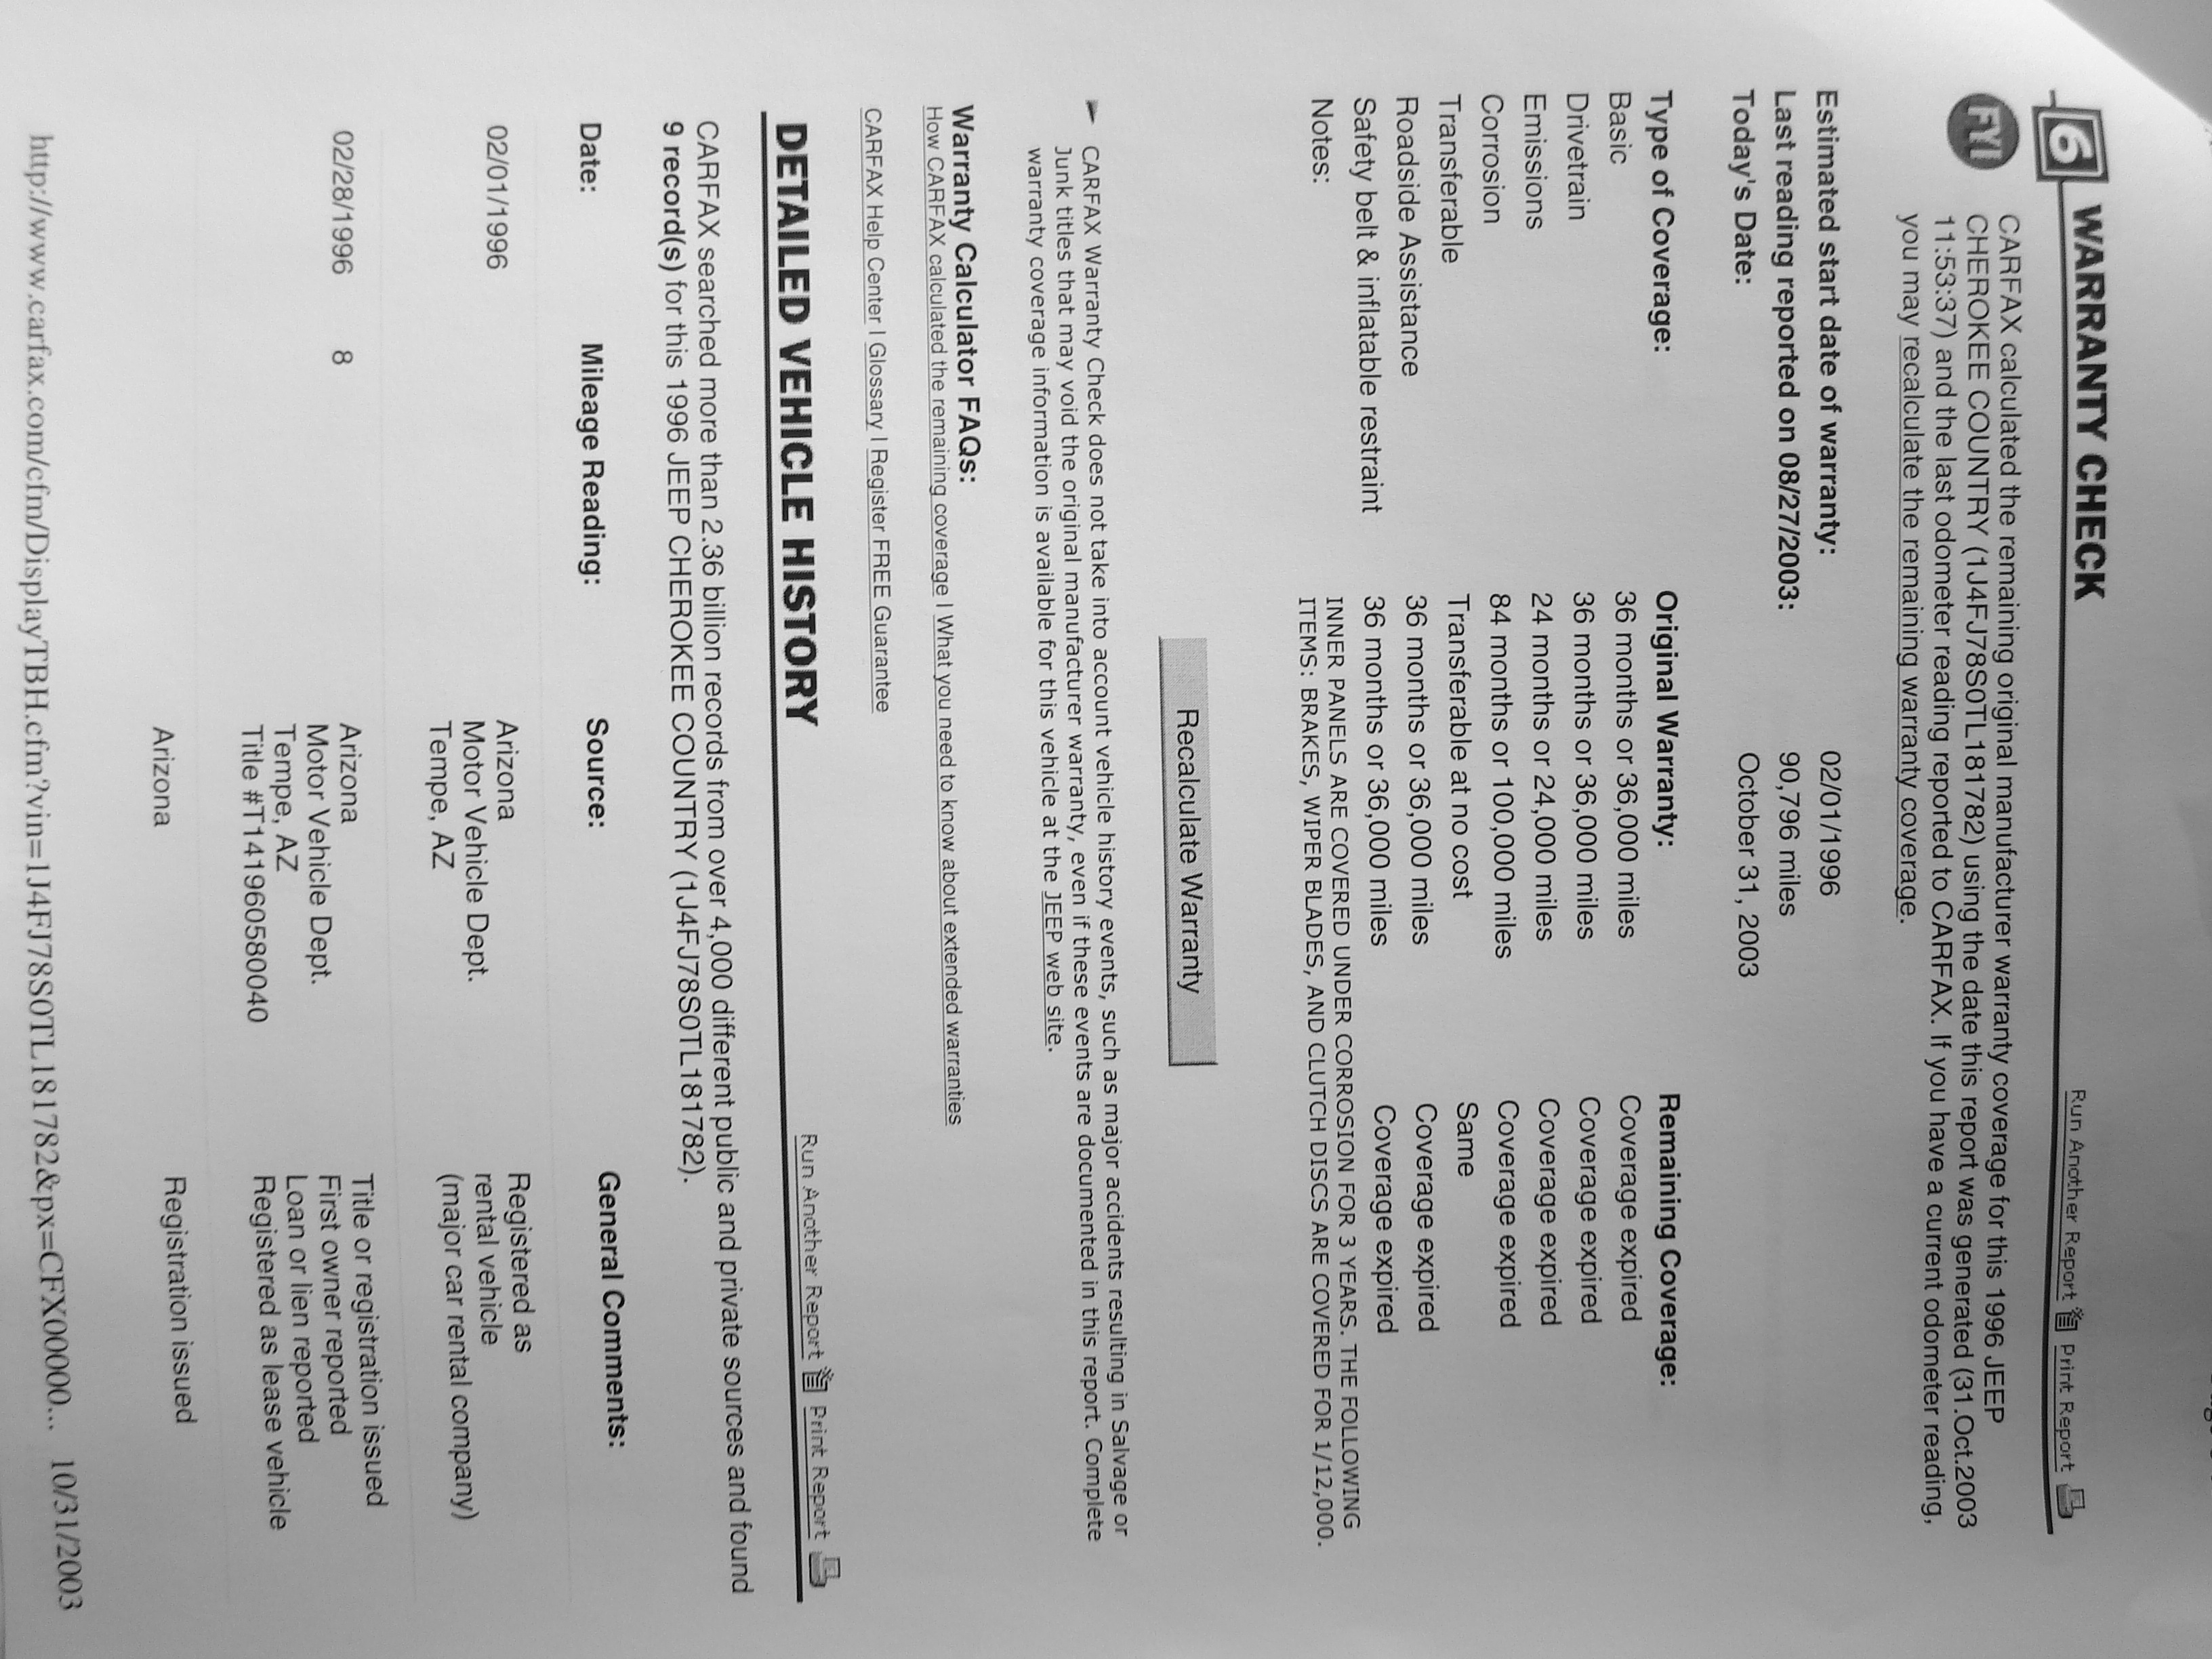 6 WARRANTY CHECK
Run Another Report Print Report
FYI
CARFAX calculated the remaining original manufacturer warranty coverage for this 1996 JEEP
CHEROKEE COUNTRY (1J4FJ78S0TL181782) using the date this report was generated (31.Oct.2003
11:53:37) and the last odometer reading reported to CARFAX. If you have a current odometer reading,
you may recalculate the remaining warranty coverage.
Estimated start date of warranty: 02/01/1996
Last reading reported on 08/27/2003: 90,796 miles
Today's Date: October 31, 2003
Type of Coverage: Original Warranty: Remaining Coverage:
Basic 36 months or 36,000 miles Coverage expired
Drivetrain 36 months or 36,000 miles Coverage expired
Emissions 24 months or 24,000 miles Coverage expired
Corrosion 84 months or 100,000 miles Coverage expired
Transferable Transferable at no cost Same
Roadside Assistance 36 months or 36,000 miles Coverage expired
Safety belt & inflatable restraint 36 months or 36,000 miles Coverage expired
Notes: INNER PANELS ARE COVERED UNDER CORROSION FOR 3 YEARS. THE FOLLOWING
ITEMS: BRAKES, WIPER BLADES, AND CLUTCH DISCS ARE COVERED FOR 1/12,000.
Recalculate Warranty
CARFAX Warranty Check does not take into account vehicle history events, such as major accidents resulting in Salvage or
Junk titles that may void the original manufacturer warranty, even if these events are documented in this report. Complete
warranty coverage information is available for this vehicle at the JEEP web site.
Warranty Calculator FAQs:
How CARFAX calculated the remaining coverage | What you need to know about extended warranties
CARFAX Help Center | Glossary | Register FREE Guarantee
DETAILED VEHICLE HISTORY
Run Another Report Print Report
CARFAX searched more than 2.36 billion records from over 4,000 different public and private sources and found
9 record(s) for this 1996 JEEP CHEROKEE COUNTRY (1J4FJ78S0TL181782).
Date: Mileage Reading: Source: General Comments:
02/01/1996 Arizona Registered as
Motor Vehicle Dept. rental vehicle
Tempe, AZ (major car rental company)
02/28/1996 8 Arizona Title or registration issued
Motor Vehicle Dept. First owner reported
Tempe, AZ Loan or lien reported
Title #T141960580040 Registered as lease vehicle
Arizona Registration issued
http://www.carfax.com/cfm/DisplayTBH.cfm?vin=1J4FJ78S0TL181782&px=CFX00000... 10/31/2003